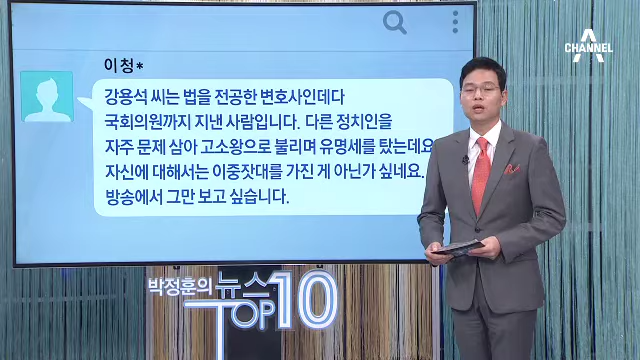 CHANNEL A
이청*
강용석 씨는 법을 전공한 변호사인데다
국회의원까지 지낸 사람입니다. 다른 정치인을
자주 문제 삼아 고소왕으로 불리며 유명세를 탔는데요
자신에 대해서는 이중잣대를 가진 게 아닌가 싶네요.
방송에서 그만 보고 싶습니다.
박정훈의 뉴스 TOP10